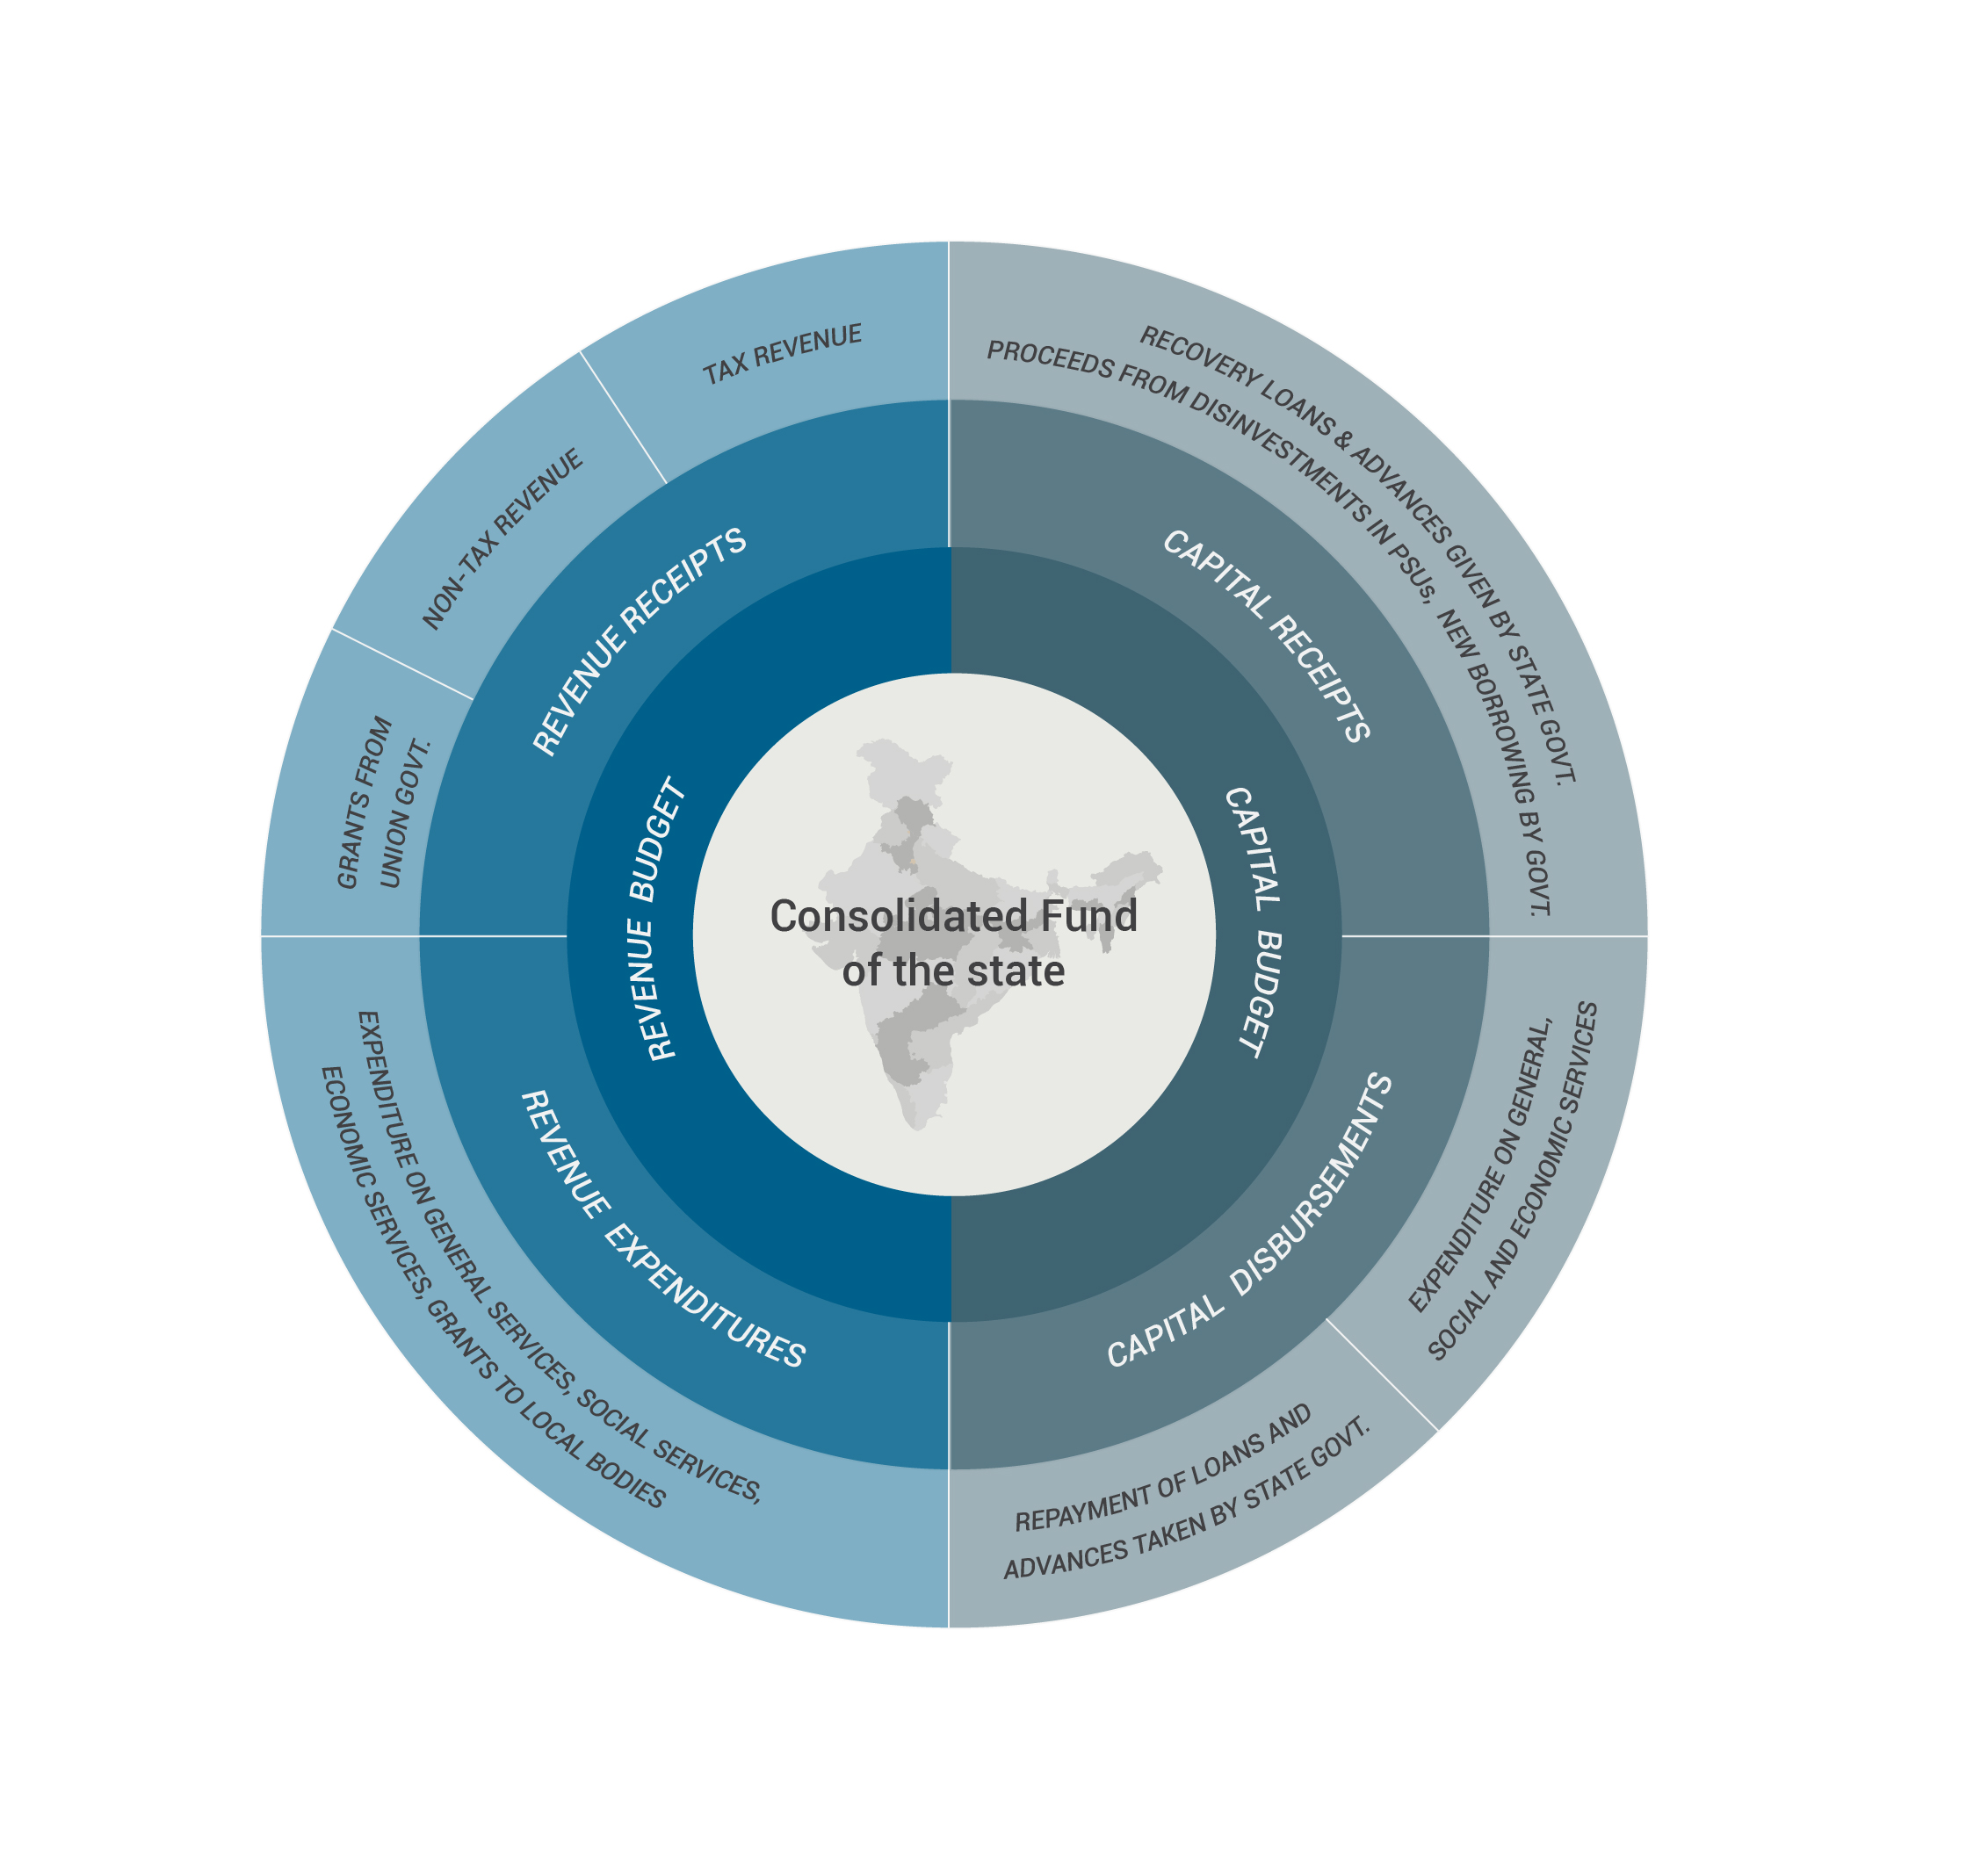 Consolidated Fund
of the state
REVENUE BUDGET
REVENUE RECEIPTS
TAX REVENUE
NON-TAX REVENUE
GRANTS FROM
UNION GOVT.
REVENUE EXPENDITURES
EXPENDITURE ON GENERAL SERVICES, SOCIAL SERVICES,
ECONOMIC SERVICES, GRANTS TO LOCAL BODIES
CAPITAL BUDGET
CAPITAL RECEIPTS
RECOVERY LOANS & ADVANCES GIVEN BY STATE GOVT.
PROCEEDS FROM DISINVESTMENTS IN PSUs, NEW BORROWING BY GOVT.
CAPITAL DISBURSEMENTS
EXPENDITURE ON GENERAL,
SOCIAL AND ECONOMIC SERVICES
REPAYMENT OF LOANS AND
ADVANCES TAKEN BY STATE GOVT.